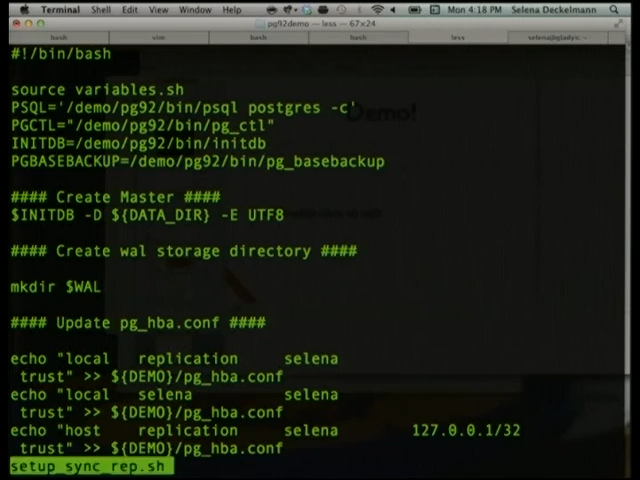 Terminal Shell Edit View Window Help Mon 4:18 PM Selena Deckelmann
pg92demo — less — 67×24
bash vim bash bash less selena@gladys: ~
#!/bin/bash
source variables.sh
PSQL='/demo/pg92/bin/psql postgres -c'
Demo!
PGCTL="/demo/pg92/bin/pg_ctl"
INITDB=/demo/pg92/bin/initdb
PGBASEBACKUP=/demo/pg92/bin/pg_basebackup
#### Create Master ####
$INITDB -D ${DATA_DIR} -E UTF8
#### Create wal storage directory ####
mkdir $WAL
#### Update pg_hba.conf ####
echo "local replication selena
trust" >> ${DEMO}/pg_hba.conf
echo "local selena selena
trust" >> ${DEMO}/pg_hba.conf
echo "host replication selena 127.0.0.1/32
trust" >> ${DEMO}/pg_hba.conf
setup_sync_rep.sh